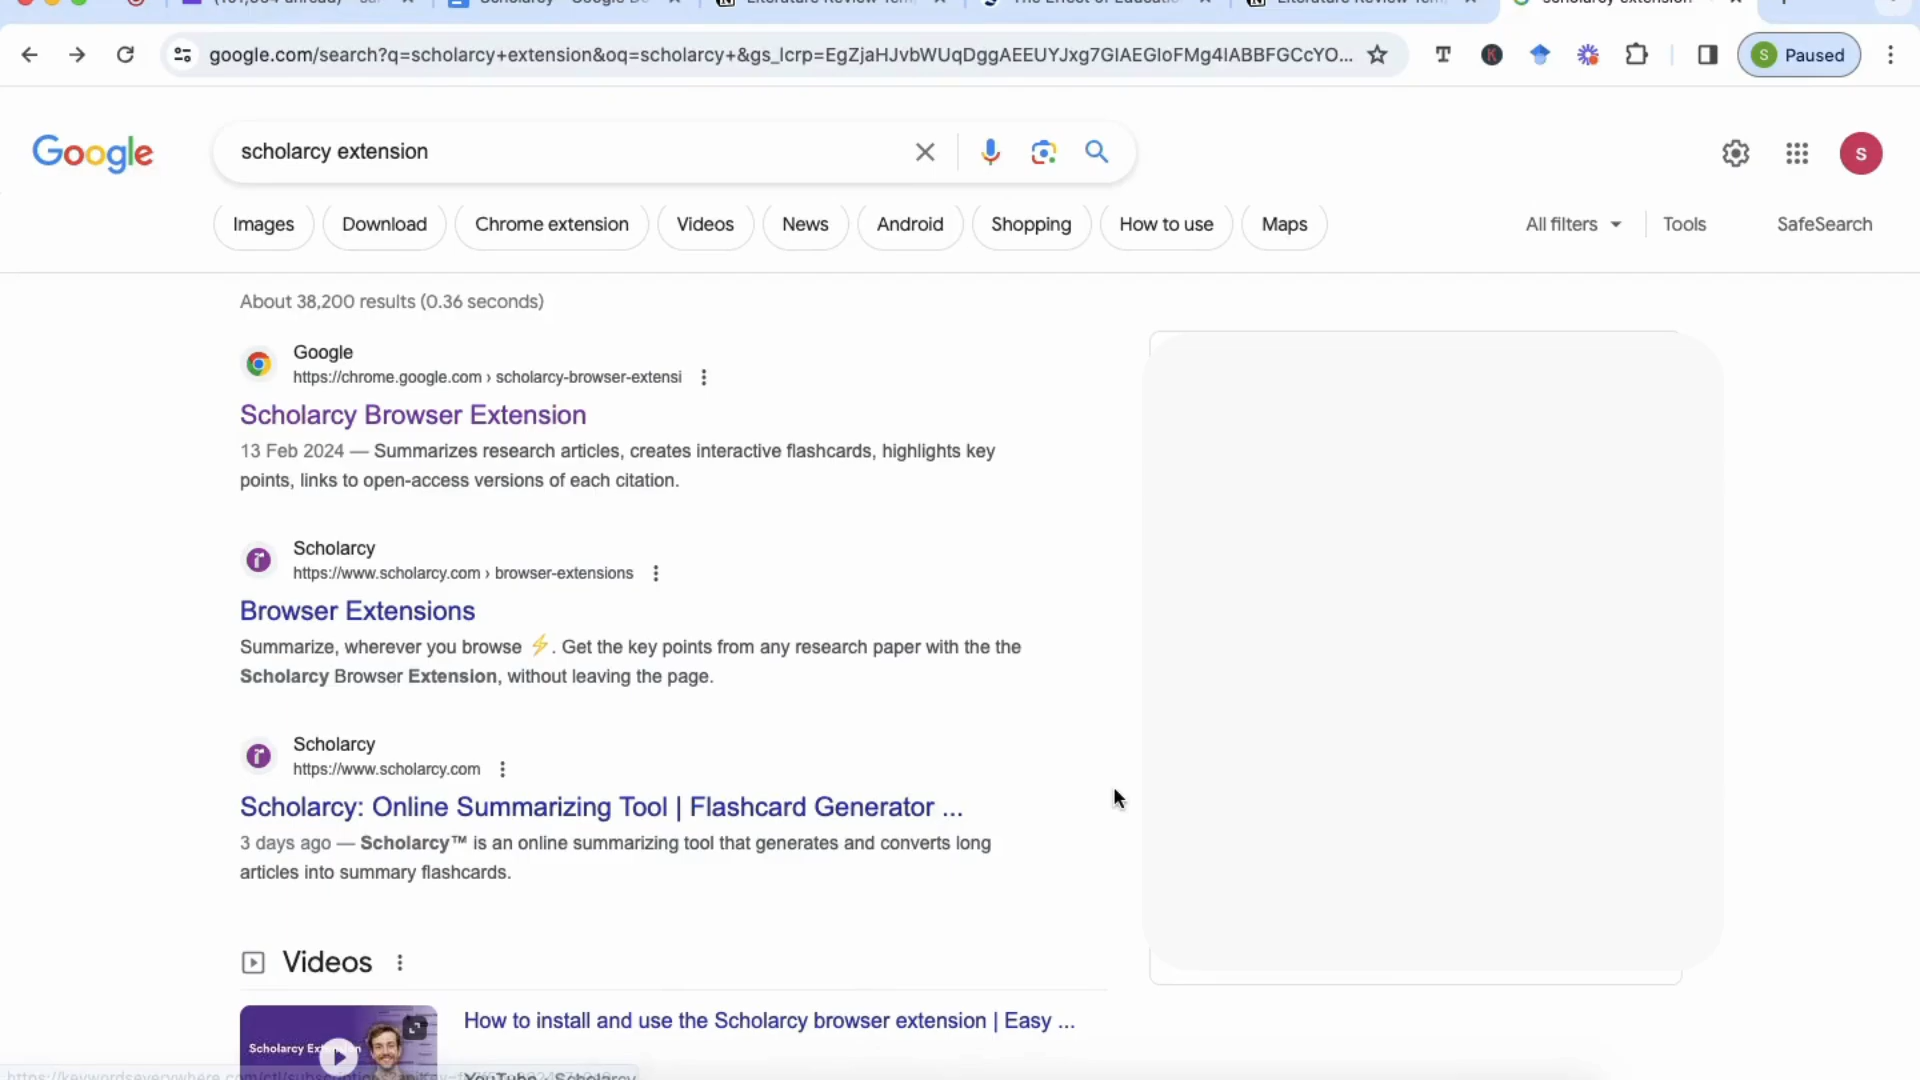 google.com/search?q=scholarcy+extension&oq=scholarcy+&gs_lcrp=EgZjaHJvbWUqDggAEEUYJxg7GIAEGIoFMg4IABBFGCcYO...
Paused
Google
scholarcy extension
Images
Download
Chrome extension
Videos
News
Android
Shopping
How to use
Maps
All filters
Tools
SafeSearch
About 38,200 results (0.36 seconds)
Google
https://chrome.google.com › scholarcy-browser-extensi
Scholarcy Browser Extension
13 Feb 2024 — Summarizes research articles, creates interactive flashcards, highlights key
points, links to open-access versions of each citation.
Scholarcy
https://www.scholarcy.com › browser-extensions
Browser Extensions
Summarize, wherever you browse ⚡. Get the key points from any research paper with the the
Scholarcy Browser Extension, without leaving the page.
Scholarcy
https://www.scholarcy.com
Scholarcy: Online Summarizing Tool | Flashcard Generator ...
3 days ago — Scholarcy™ is an online summarizing tool that generates and converts long
articles into summary flashcards.
Videos
How to install and use the Scholarcy browser extension | Easy ...
YouTube · Scholarcy